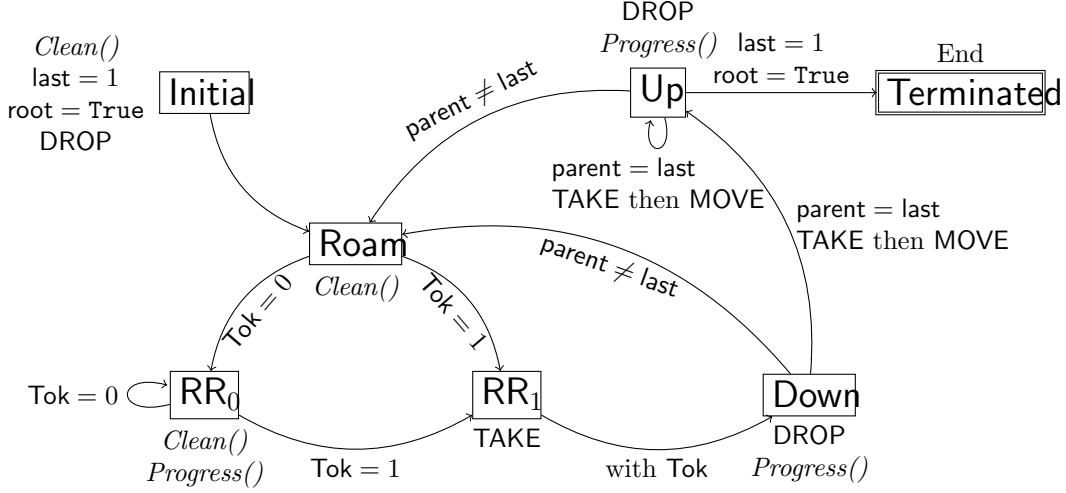 Clean()
last = 1
root = True
DROP
Initial
DROP
Progress()
Up
last = 1
root = True
End
Terminated
parent ≠ last
parent = last
TAKE then MOVE
parent = last
TAKE then MOVE
Roam
Clean()
parent ≠ last
Tok = 0
Tok = 1
Tok = 0
RR₀
Clean()
Progress()
Tok = 1
RR₁
TAKE
with Tok
Down
DROP
Progress()